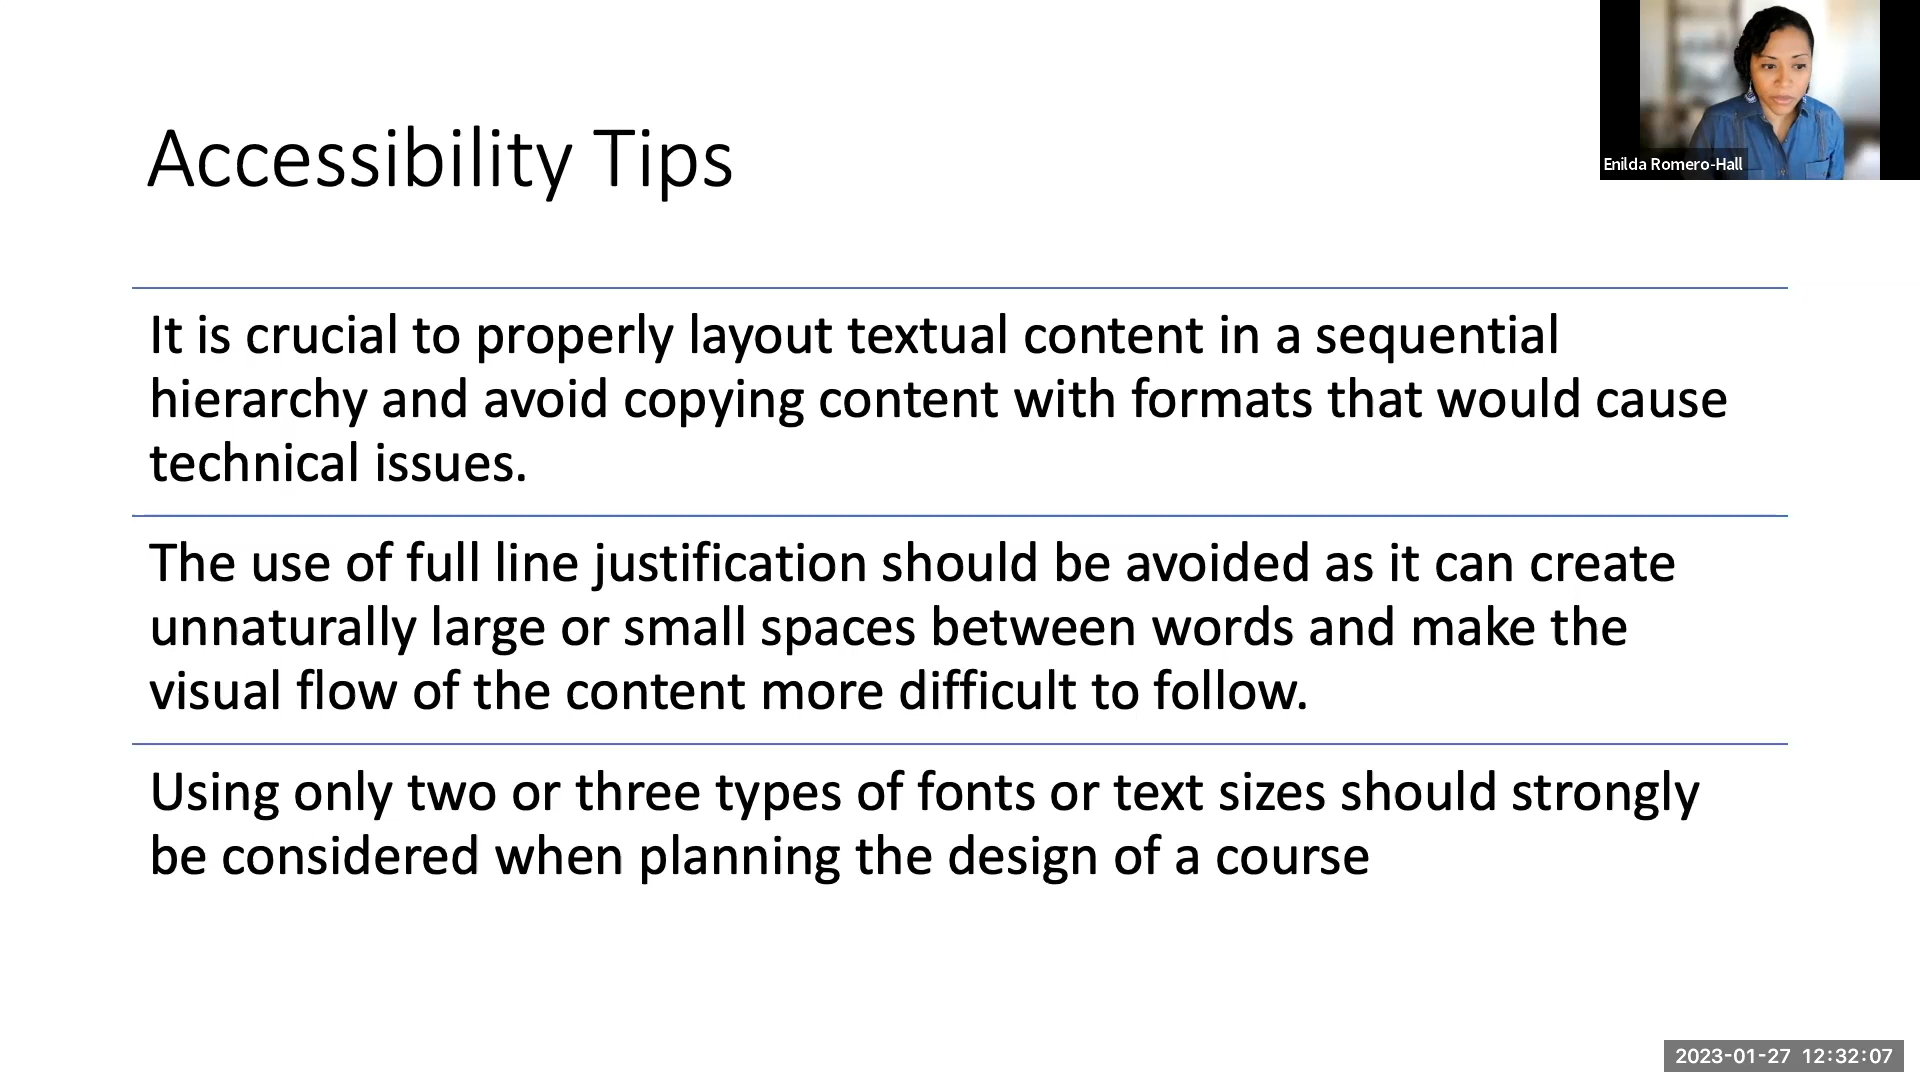 Accessibility Tips
Enilda Romero-Hall
It is crucial to properly layout textual content in a sequential
hierarchy and avoid copying content with formats that would cause
technical issues.
The use of full line justification should be avoided as it can create
unnaturally large or small spaces between words and make the
visual flow of the content more difficult to follow.
Using only two or three types of fonts or text sizes should strongly
be considered when planning the design of a course
2023-01-27 12:32:07